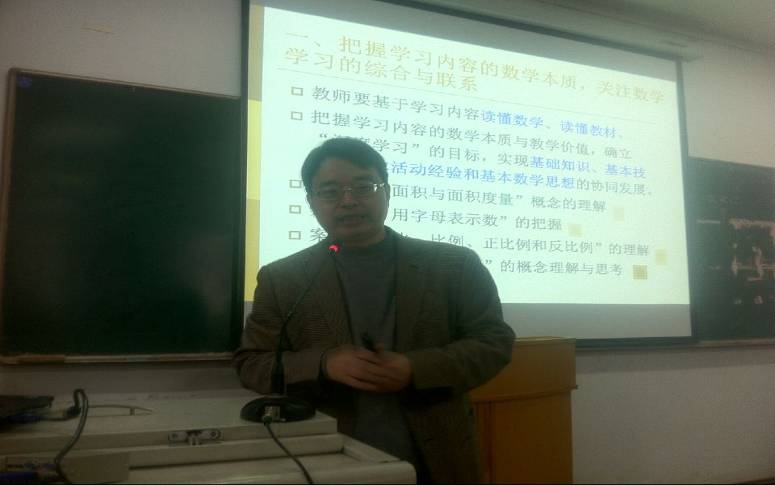 一、把握学习内容的数学本质，关注数学
学习的综合与联系
教师要基于学习内容读懂数学、读懂教材、
把握学习内容的数学本质与教学价值，确立
学习”的目标，实现基础知识、基本技
活动经验和基本数学思想的协同发展。
面积与面积度量”概念的理解
用字母表示数”的把握
案 比例、正比例和反比例”的理解
”的概念理解与思考